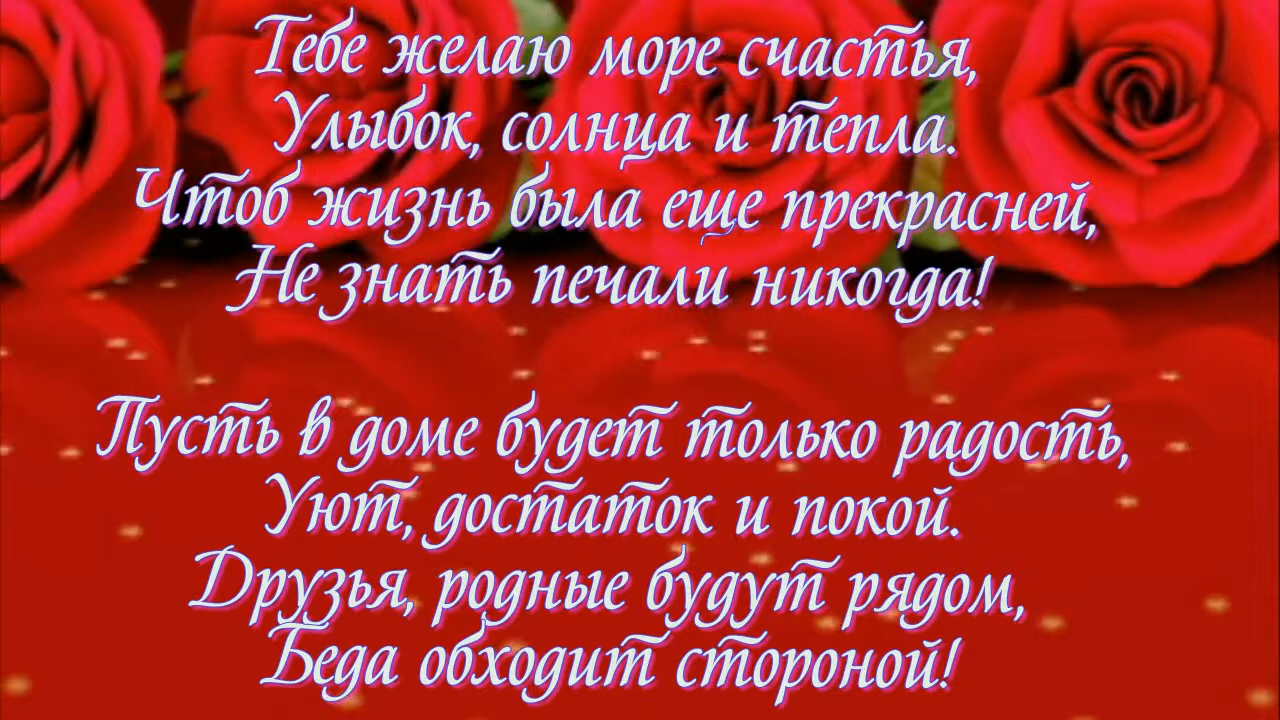 Тебе желаю море счастья,
Улыбок, солнца и тепла.
Чтоб жизнь была еще прекрасней,
Не знать печали никогда!
Пусть в доме будет только радость,
Уют, достаток и покой.
Друзья, родные будут рядом,
Беда обходит стороной!